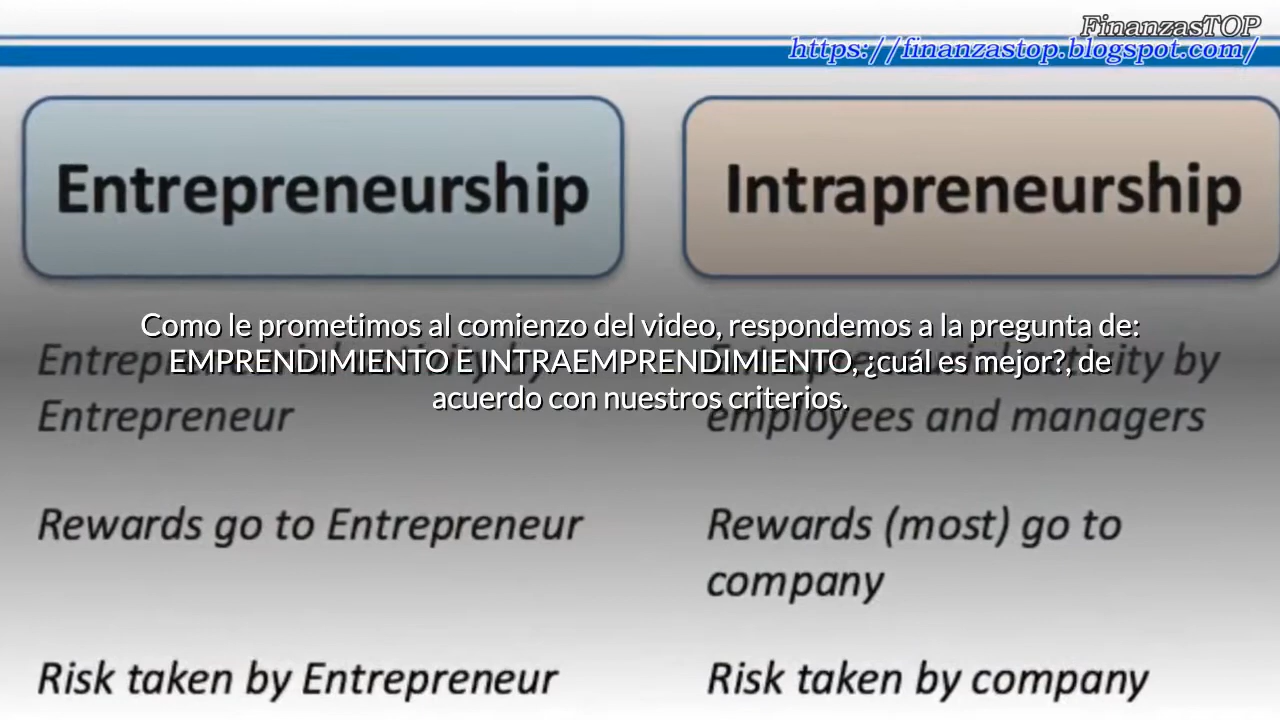 FinanzasTOP
https://finanzastop.blogspot.com/
Entrepreneurship
Intrapreneurship
Como le prometimos al comienzo del video, respondemos a la pregunta de:
EMPRENDIMIENTO E INTRAEMPRENDIMIENTO, ¿cuál es mejor?, de
acuerdo con nuestros criterios.
by
Entrepreneur
by
employees and managers
Rewards go to Entrepreneur
Rewards (most) go to
company
Risk taken by Entrepreneur
Risk taken by company